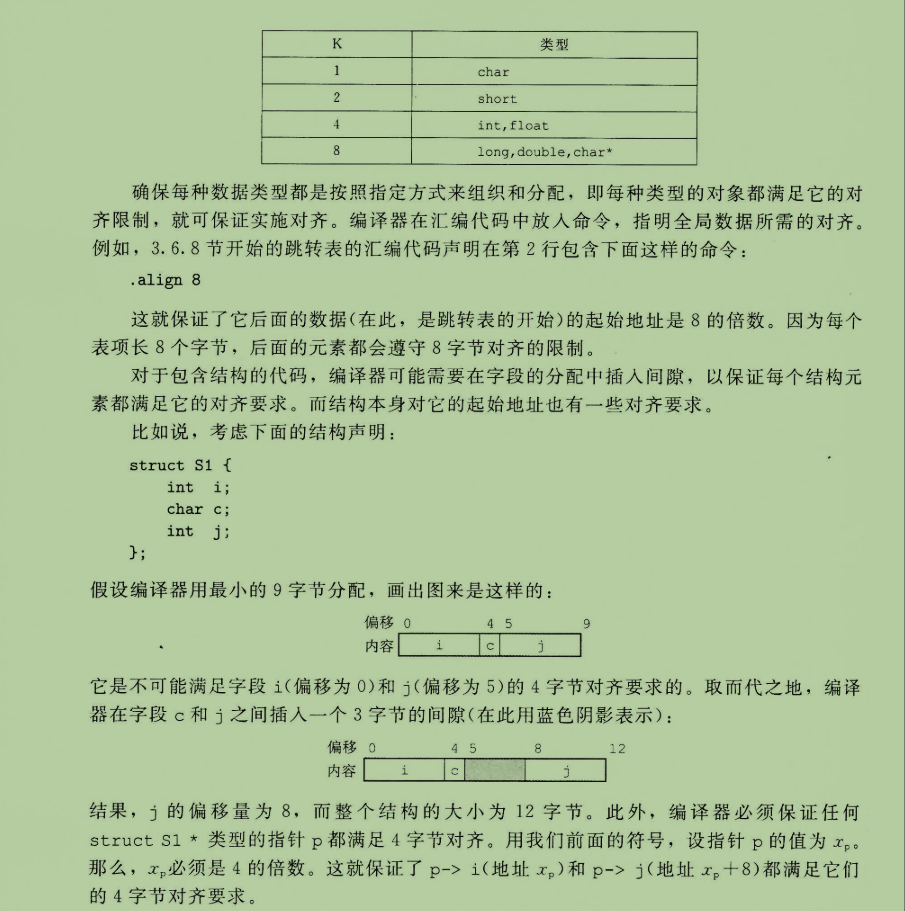 K 类型
1 char
2 short
4 int,float
8 long,double,char*
确保每种数据类型都是按照指定方式来组织和分配，即每种类型的对象都满足它的对
齐限制，就可保证实施对齐。编译器在汇编代码中放入命令，指明全局数据所需的对齐。
例如，3.6.8 节开始的跳转表的汇编代码声明在第 2 行包含下面这样的命令：
.align 8
这就保证了它后面的数据(在此，是跳转表的开始)的起始地址是 8 的倍数。因为每个
表项长 8 个字节，后面的元素都会遵守 8 字节对齐的限制。
对于包含结构的代码，编译器可能需要在字段的分配中插入间隙，以保证每个结构元
素都满足它的对齐要求。而结构本身对它的起始地址也有一些对齐要求。
比如说，考虑下面的结构声明：
struct S1 {
int i;
char c;
int j;
};
假设编译器用最小的 9 字节分配，画出图来是这样的：
偏移 0 4 5 9
内容 i c j
它是不可能满足字段 i(偏移为 0)和 j(偏移为 5)的 4 字节对齐要求的。取而代之地，编译
器在字段 c 和 j 之间插入一个 3 字节的间隙(在此用蓝色阴影表示)：
偏移 0 4 5 8 12
内容 i c j
结果，j 的偏移量为 8，而整个结构的大小为 12 字节。此外，编译器必须保证任何
struct S1 * 类型的指针 p 都满足 4 字节对齐。用我们前面的符号，设指针 p 的值为 xₚ。
那么，xₚ必须是 4 的倍数。这就保证了 p-> i(地址 xₚ)和 p-> j(地址 xₚ+8)都满足它们
的 4 字节对齐要求。